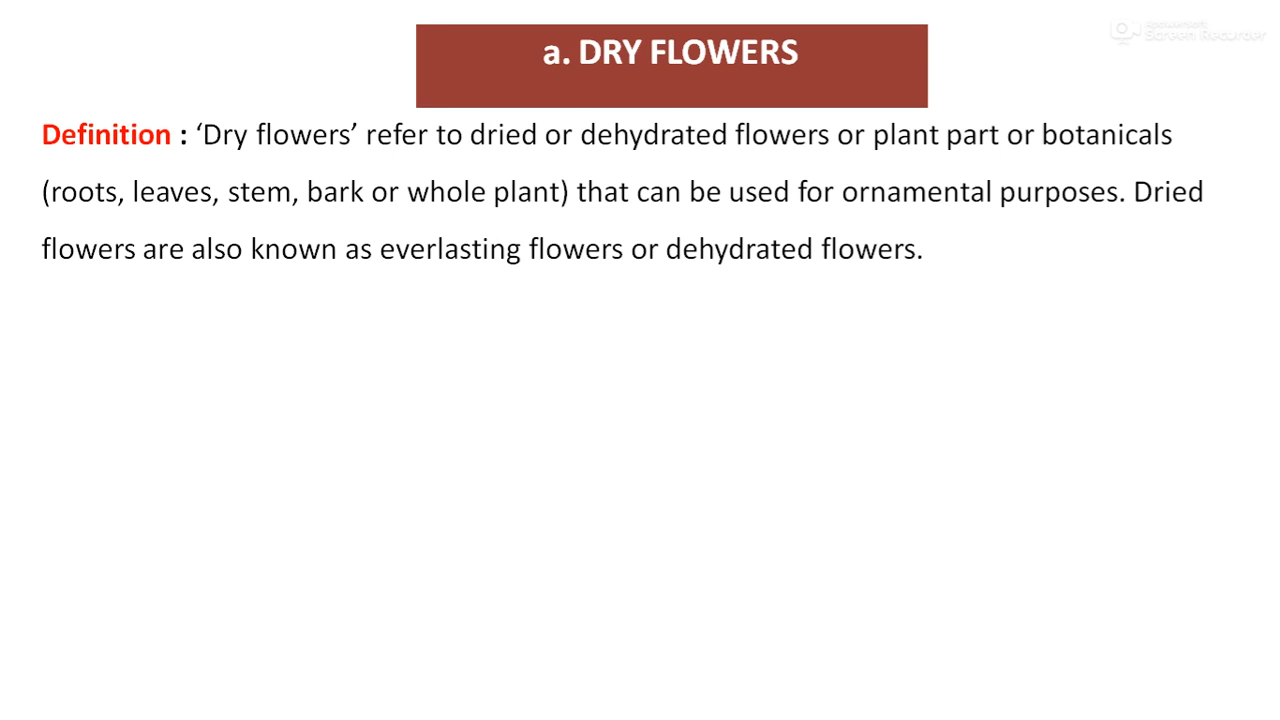 a. DRY FLOWERS
Screen Recorder
Definition : ‘Dry flowers’ refer to dried or dehydrated flowers or plant part or botanicals
(roots, leaves, stem, bark or whole plant) that can be used for ornamental purposes. Dried
flowers are also known as everlasting flowers or dehydrated flowers.